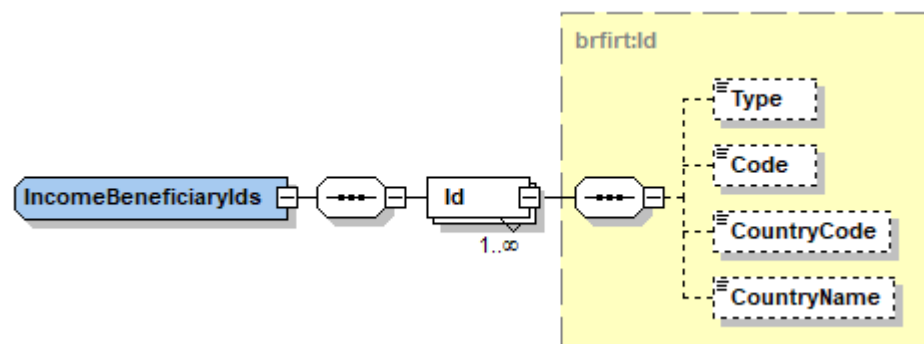 brfirt:Id
Type
Code
IncomeBeneficiaryIds
Id
1..∞
CountryCode
CountryName